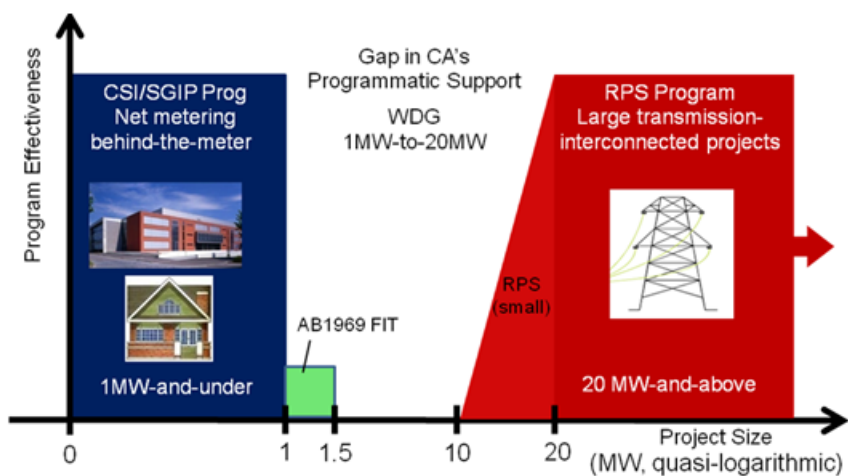 Program Effectiveness
CSI/SGIP Prog
Net metering
behind-the-meter
1MW-and-under
AB1969 FIT
Gap in CA's
Programmatic Support
WDG
1MW-to-20MW
RPS
(small)
RPS Program
Large transmission-
interconnected projects
20 MW-and-above
0
1
1.5
10
20
Project Size
(MW, quasi-logarithmic)